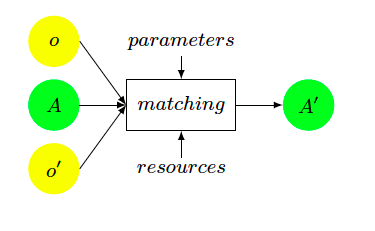 o
parameters
A
matching
A′
o′
resources